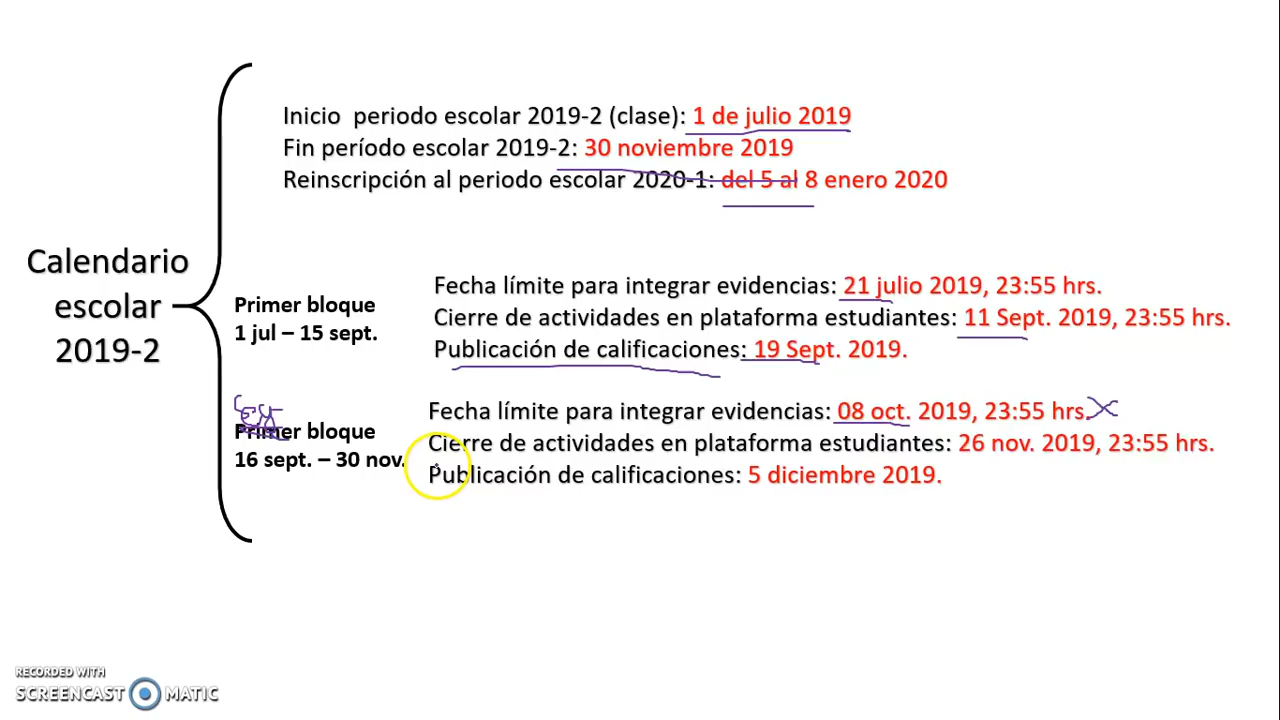 Inicio periodo escolar 2019-2 (clase): 1 de julio 2019
Fin período escolar 2019-2: 30 noviembre 2019
Reinscripción al periodo escolar 2020-1: del 5 al 8 enero 2020
Calendario
escolar
2019-2
Primer bloque
1 jul – 15 sept.
Fecha límite para integrar evidencias: 21 julio 2019, 23:55 hrs.
Cierre de actividades en plataforma estudiantes: 11 Sept. 2019, 23:55 hrs.
Publicación de calificaciones: 19 Sept. 2019.
Primer bloque
16 sept. – 30 nov.
Fecha límite para integrar evidencias: 08 oct. 2019, 23:55 hrs.
Cierre de actividades en plataforma estudiantes: 26 nov. 2019, 23:55 hrs.
Publicación de calificaciones: 5 diciembre 2019.
RECORDED WITH
SCREENCAST MATIC